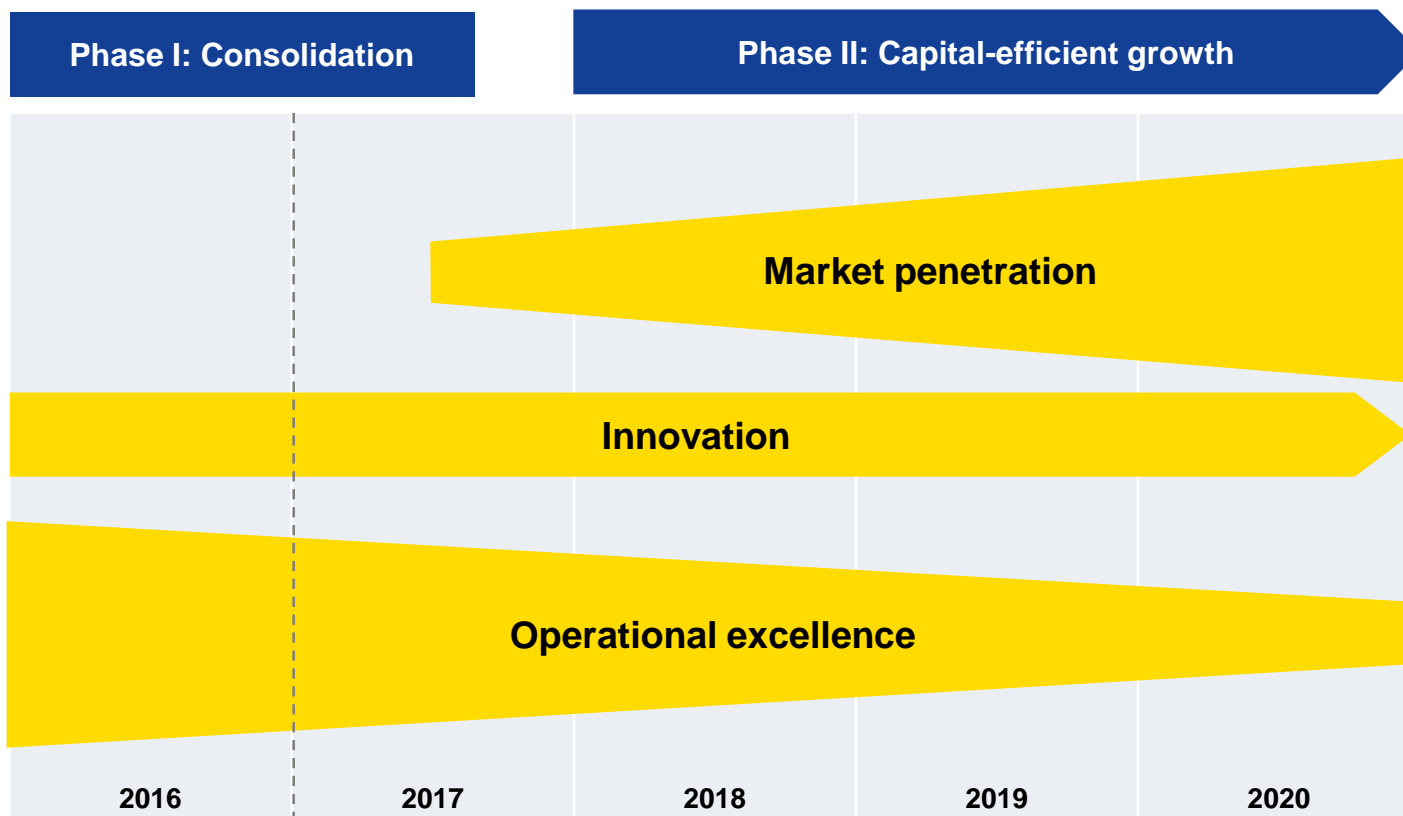 Phase I: Consolidation
Phase II: Capital-efficient growth
Market penetration
Innovation
Operational excellence
2016
2017
2018
2019
2020